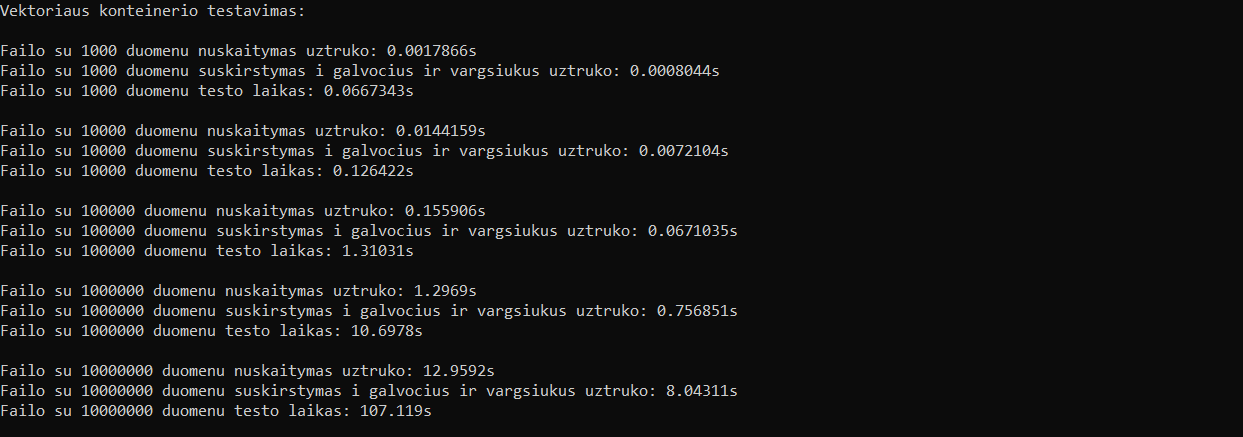 Vektoriaus konteinerio testavimas:
Failo su 1000 duomenu nuskaitymas uztruko: 0.0017866s
Failo su 1000 duomenu suskirstymas i galvocius ir vargsiukus uztruko: 0.0008044s
Failo su 1000 duomenu testo laikas: 0.0667343s
Failo su 10000 duomenu nuskaitymas uztruko: 0.0144159s
Failo su 10000 duomenu suskirstymas i galvocius ir vargsiukus uztruko: 0.0072104s
Failo su 10000 duomenu testo laikas: 0.126422s
Failo su 100000 duomenu nuskaitymas uztruko: 0.155906s
Failo su 100000 duomenu suskirstymas i galvocius ir vargsiukus uztruko: 0.0671035s
Failo su 100000 duomenu testo laikas: 1.31031s
Failo su 1000000 duomenu nuskaitymas uztruko: 1.2969s
Failo su 1000000 duomenu suskirstymas i galvocius ir vargsiukus uztruko: 0.756851s
Failo su 1000000 duomenu testo laikas: 10.6978s
Failo su 10000000 duomenu nuskaitymas uztruko: 12.9592s
Failo su 10000000 duomenu suskirstymas i galvocius ir vargsiukus uztruko: 8.04311s
Failo su 10000000 duomenu testo laikas: 107.119s